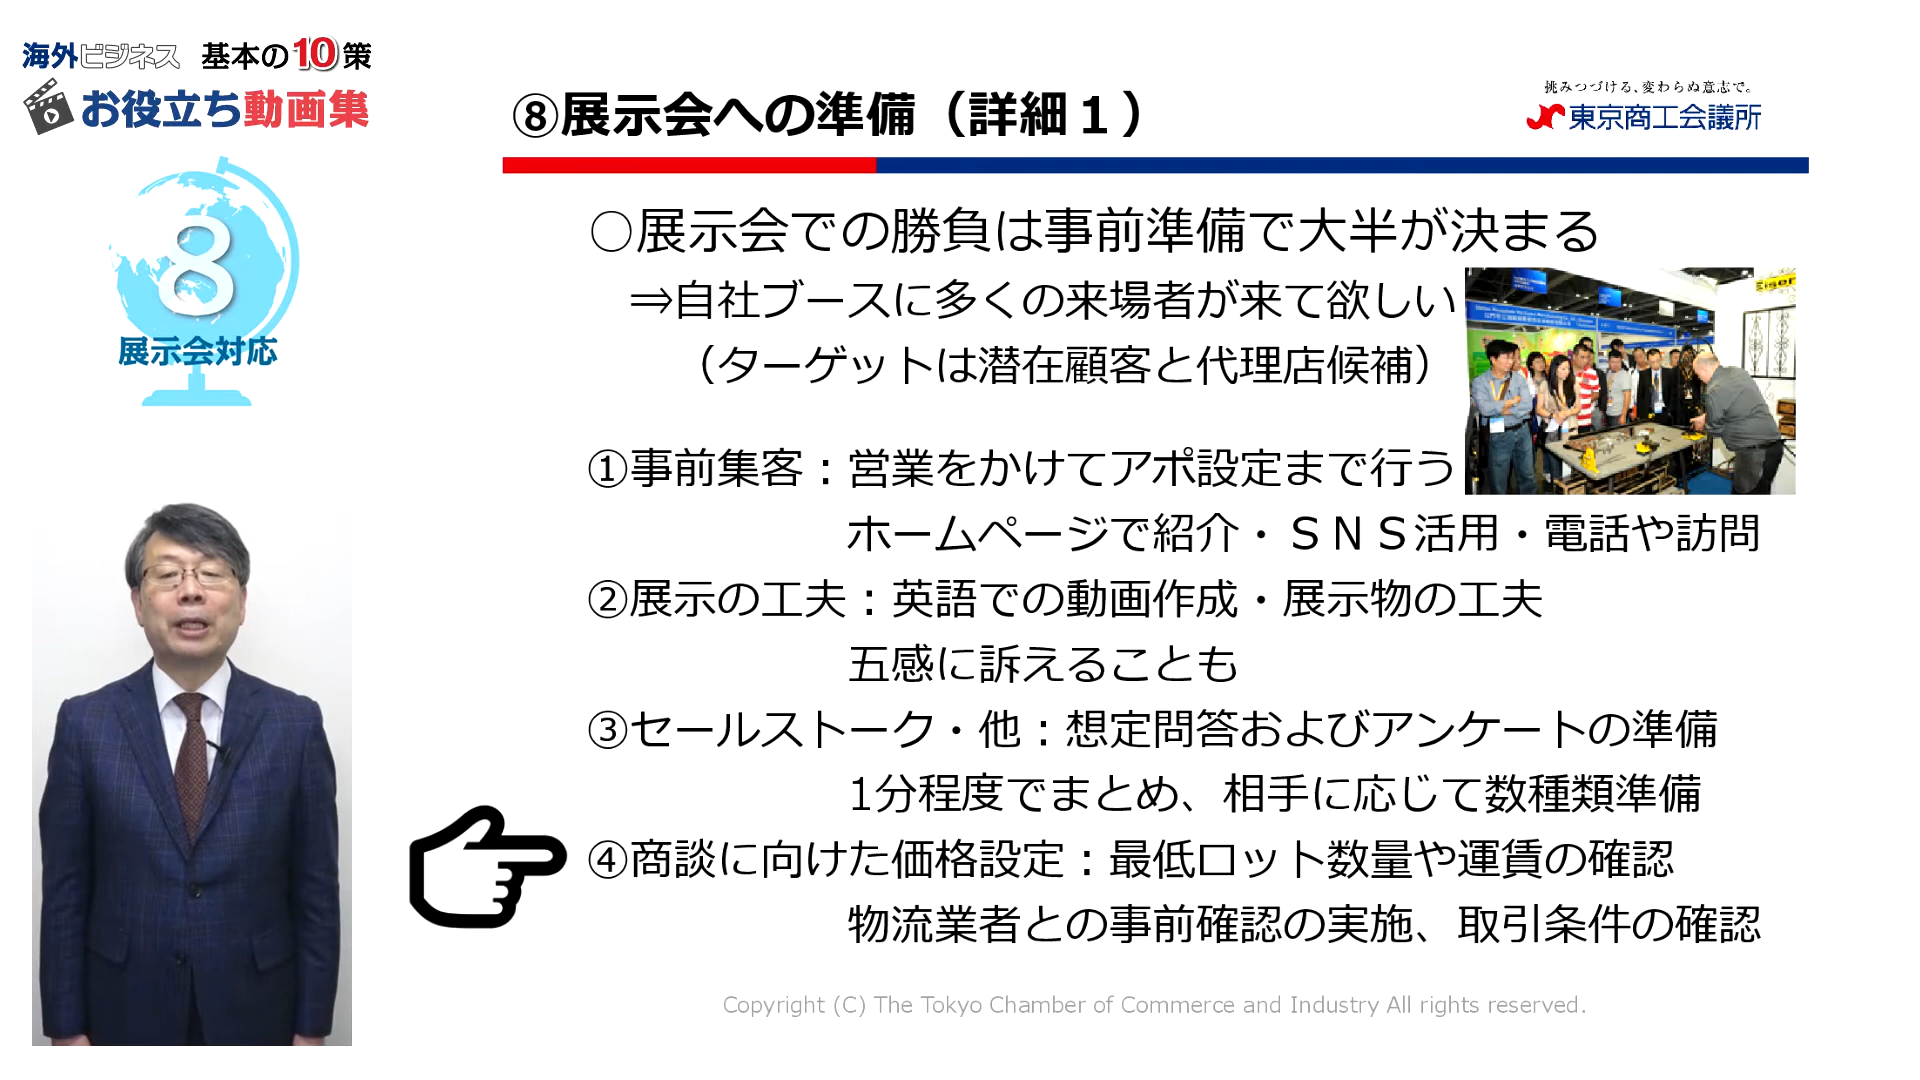 海外ビジネス 基本の10策
お役立ち動画集
8
展示会対応
⑧展示会への準備（詳細１）
挑みつづける、変わらぬ意志で。
東京商工会議所
○展示会での勝負は事前準備で大半が決まる
⇒自社ブースに多くの来場者が来て欲しい
（ターゲットは潜在顧客と代理店候補）
①事前集客：営業をかけてアポ設定まで行う
ホームページで紹介・ＳＮＳ活用・電話や訪問
②展示の工夫：英語での動画作成・展示物の工夫
五感に訴えることも
③セールストーク・他：想定問答およびアンケートの準備
1分程度でまとめ、相手に応じて数種類準備
④商談に向けた価格設定：最低ロット数量や運賃の確認
物流業者との事前確認の実施、取引条件の確認
Copyright (C) The Tokyo Chamber of Commerce and Industry All rights reserved.